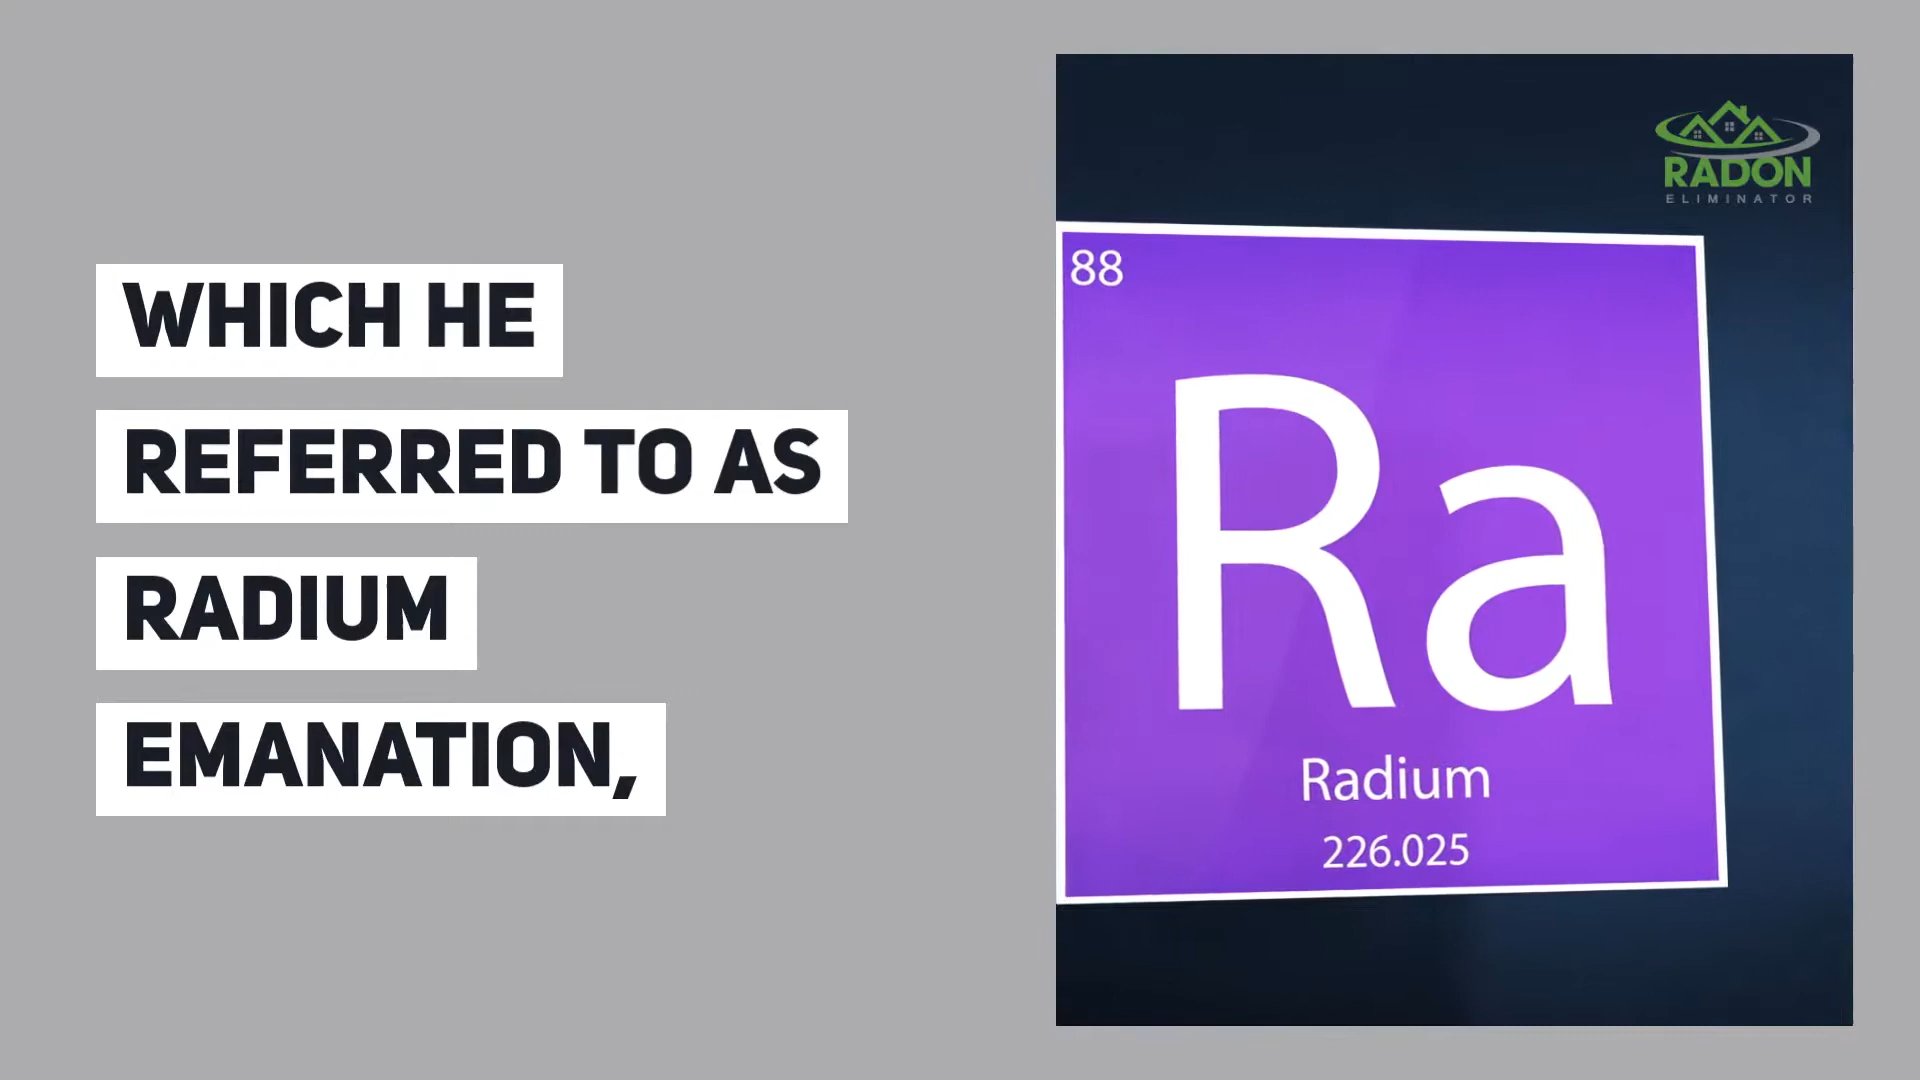 WHICH HE
REFERRED TO AS
RADIUM
EMANATION,
RADON
ELIMINATOR
88
Ra
Radium
226.025